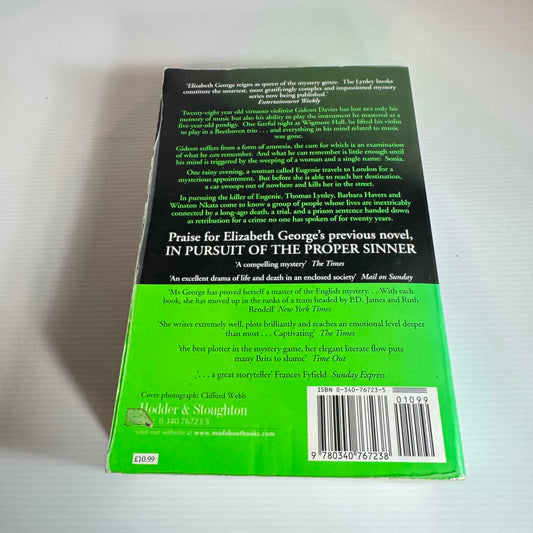 'Elizabeth George reigns as queen of the mystery genre. The Lynley books
constitute the smartest, most gratifyingly complex and impassioned mystery
series now being published.'
Entertainment Weekly
Twenty-eight year old virtuoso violinist Gideon Davies has lost not only his
memory of music but also his ability to play the instrument he mastered as a
five-year-old prodigy. One fateful night at Wigmore Hall, he lifted his violin
to play in a Beethoven trio . . . and everything in his mind related to music
was gone.
Gideon suffers from a form of amnesia, the cure for which is an examination
of what he can remember. And what he can remember is little enough until
his mind is triggered by the weeping of a woman and a single name: Sonia.
One rainy evening, a woman called Eugenie travels to London for a
mysterious appointment. But before she is able to reach her destination,
a car swoops out of nowhere and kills her in the street.
In pursuing the killer of Eugenie, Thomas Lynley, Barbara Havers and
Winston Nkata come to know a group of people whose lives are inextricably
connected by a long-ago death, a trial, and a prison sentence handed down
as retribution for a crime no one has spoken of for twenty years.
Praise for Elizabeth George's previous novel,
IN PURSUIT OF THE PROPER SINNER
'A compelling mystery' The Times
'An excellent drama of life and death in an enclosed society' Mail on Sunday
'Ms George has proved herself a master of the English mystery. . . With each
book, she has moved up in the ranks of a team headed by P.D. James and Ruth
Rendell' New York Times
'She writes extremely well, plots brilliantly and reaches an emotional level deeper
than most . . . Captivating' The Times
'the best plotter in the mystery game, her elegant literate flow puts
many Brits to shame' Time Out
'. . . a great storyteller' Frances Fyfield Sunday Express
Cover photograph: Clifford Webb
Hodder & Stoughton
0 340 76723 5
visit our website at www.madaboutbooks.com
£10.99
ISBN 0-340-76723-5
01099
9 780340 767238